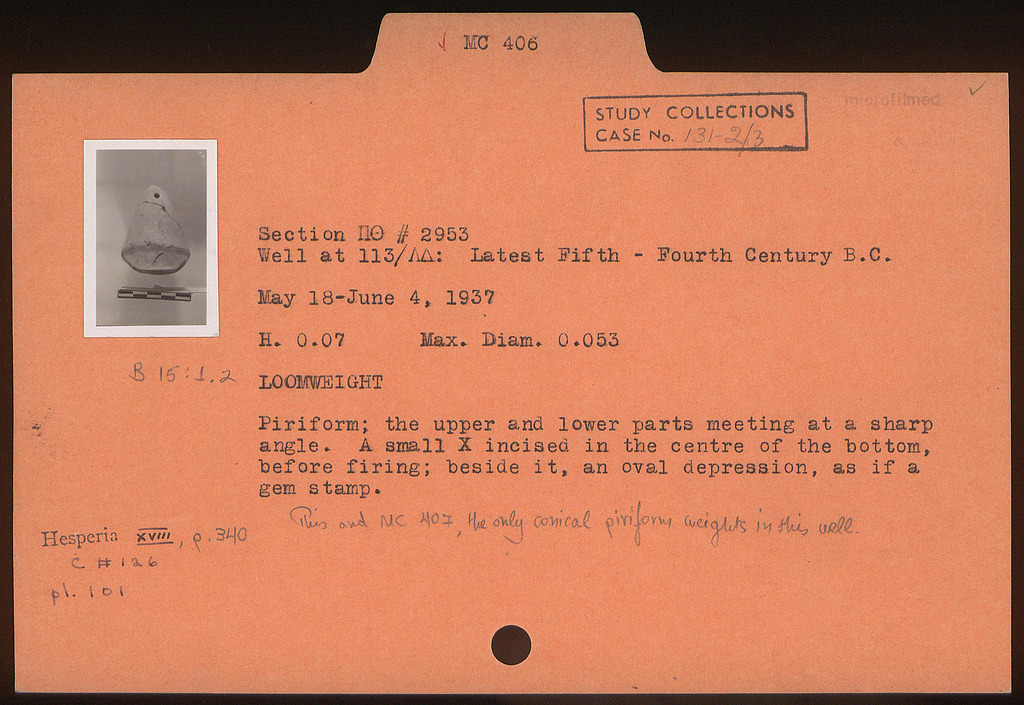 √ MC 406
STUDY COLLECTIONS
CASE No. 131-2/3
microfilmed
Section ΠΘ # 2953
Well at 113/ΛΔ: Latest Fifth - Fourth Century B.C.
May 18-June 4, 1937
H. 0.07 Max. Diam. 0.053
B 15:1.2
LOOMWEIGHT
Piriform; the upper and lower parts meeting at a sharp
angle. A small X incised in the centre of the bottom,
before firing; beside it, an oval depression, as if a
gem stamp.
This and MC 407, the only conical piriform weights in this well.
Hesperia XVIII, p. 340
C # 126
pl. 101